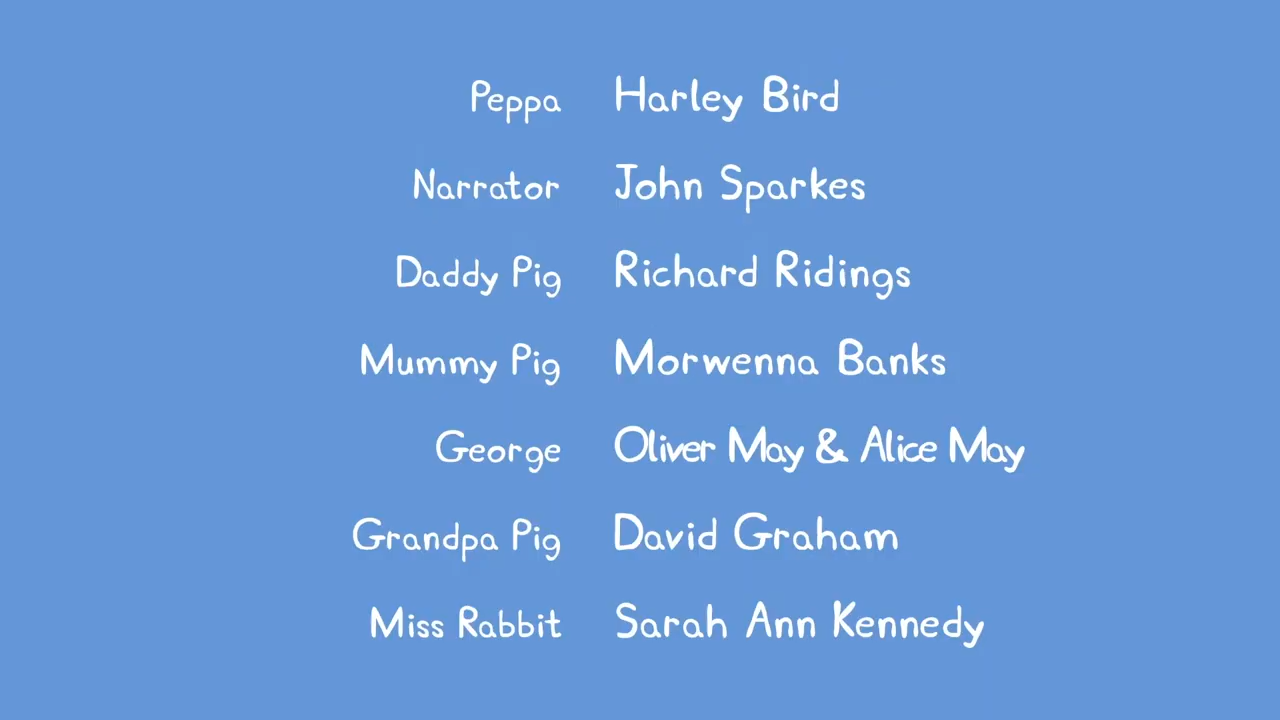 Peppa Harley Bird
Narrator John Sparkes
Daddy Pig Richard Ridings
Mummy Pig Morwenna Banks
George Oliver May & Alice May
Grandpa Pig David Graham
Miss Rabbit Sarah Ann Kennedy